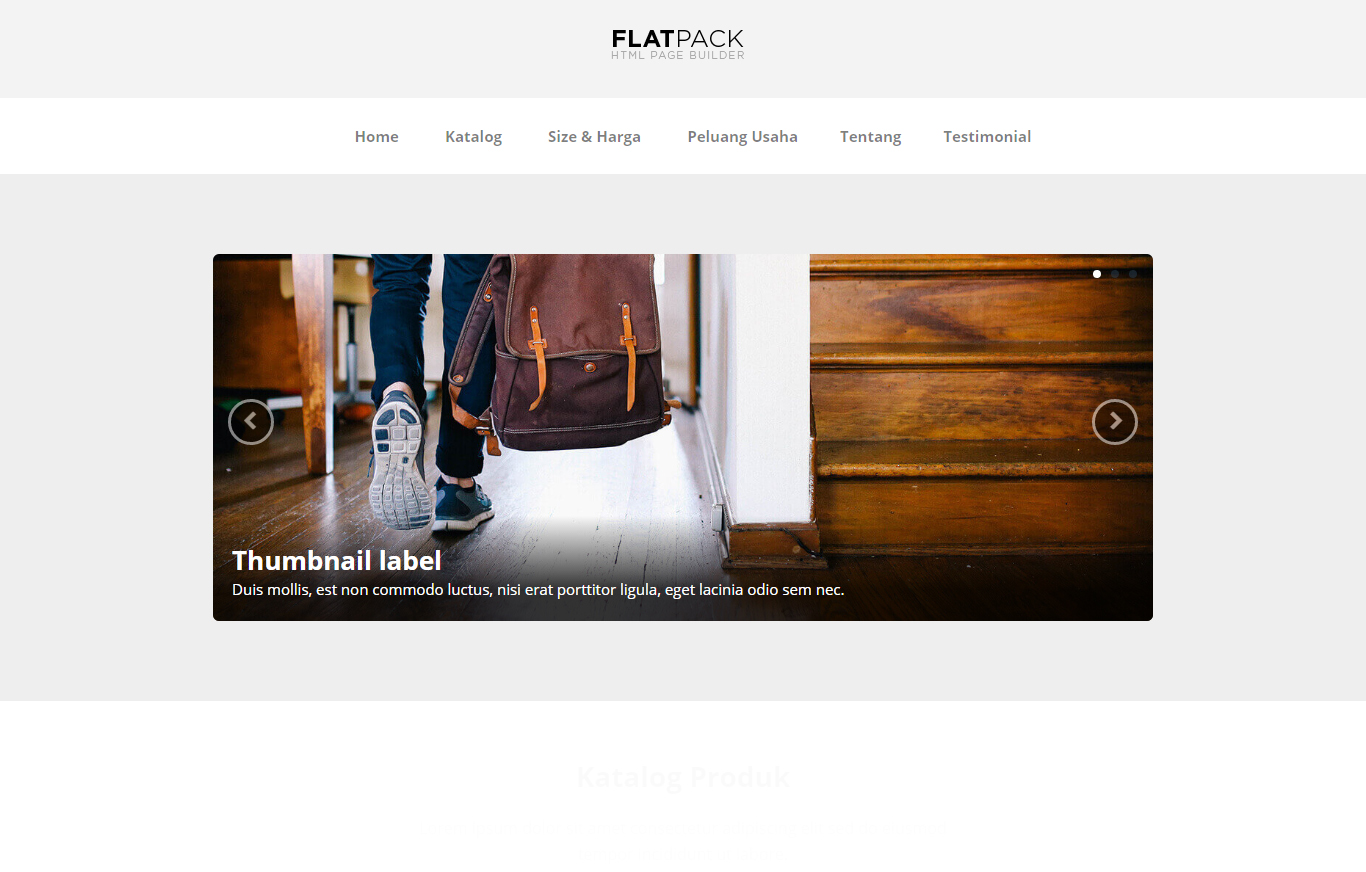 FLATPACK
HTML PAGE BUILDER
Home Katalog Size & Harga Peluang Usaha Tentang Testimonial
Thumbnail label
Duis mollis, est non commodo luctus, nisi erat porttitor ligula, eget lacinia odio sem nec.
Katalog Produk